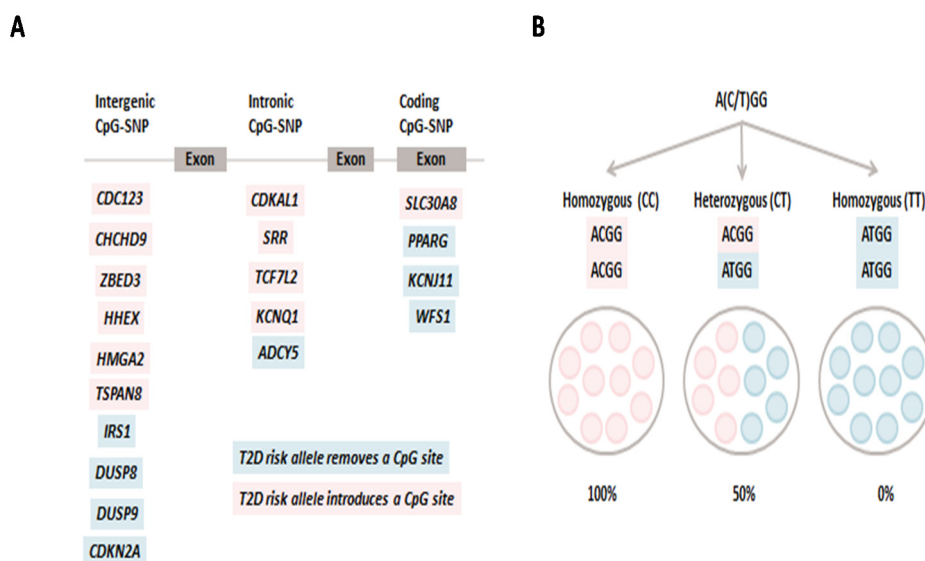 A
B
Intergenic
CpG-SNP
Intronic
CpG-SNP
Coding
CpG-SNP
Exon
Exon
Exon
CDC123
CHCHD9
ZBED3
HHEX
HMGA2
TSPAN8
IRS1
DUSP8
DUSP9
CDKN2A
CDKAL1
SRR
TCF7L2
KCNQ1
ADCY5
SLC30A8
PPARG
KCNJ11
WFS1
T2D risk allele removes a CpG site
T2D risk allele introduces a CpG site
A(C/T)GG
Homozygous (CC)
ACGG
ACGG
100%
Heterozygous (CT)
ACGG
ATGG
50%
Homozygous (TT)
ATGG
ATGG
0%